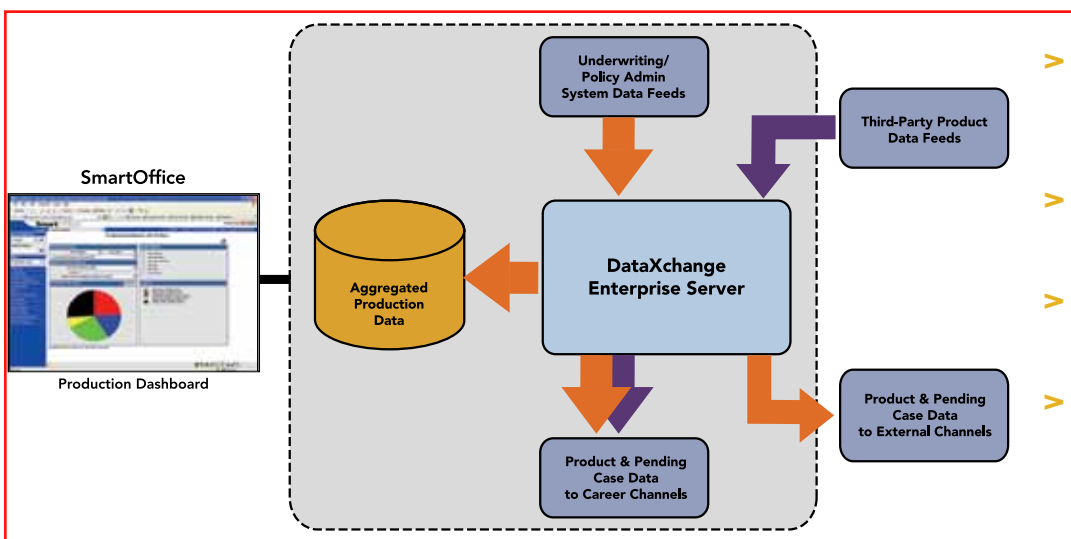 Underwriting/
Policy Admin
System Data Feeds
Third-Party Product
Data Feeds
SmartOffice
DataXchange
Enterprise Server
Aggregated
Production
Data
Production Dashboard
Product & Pending
Case Data
to External Channels
Product & Pending
Case Data
to Career Channels
>
>
>
>